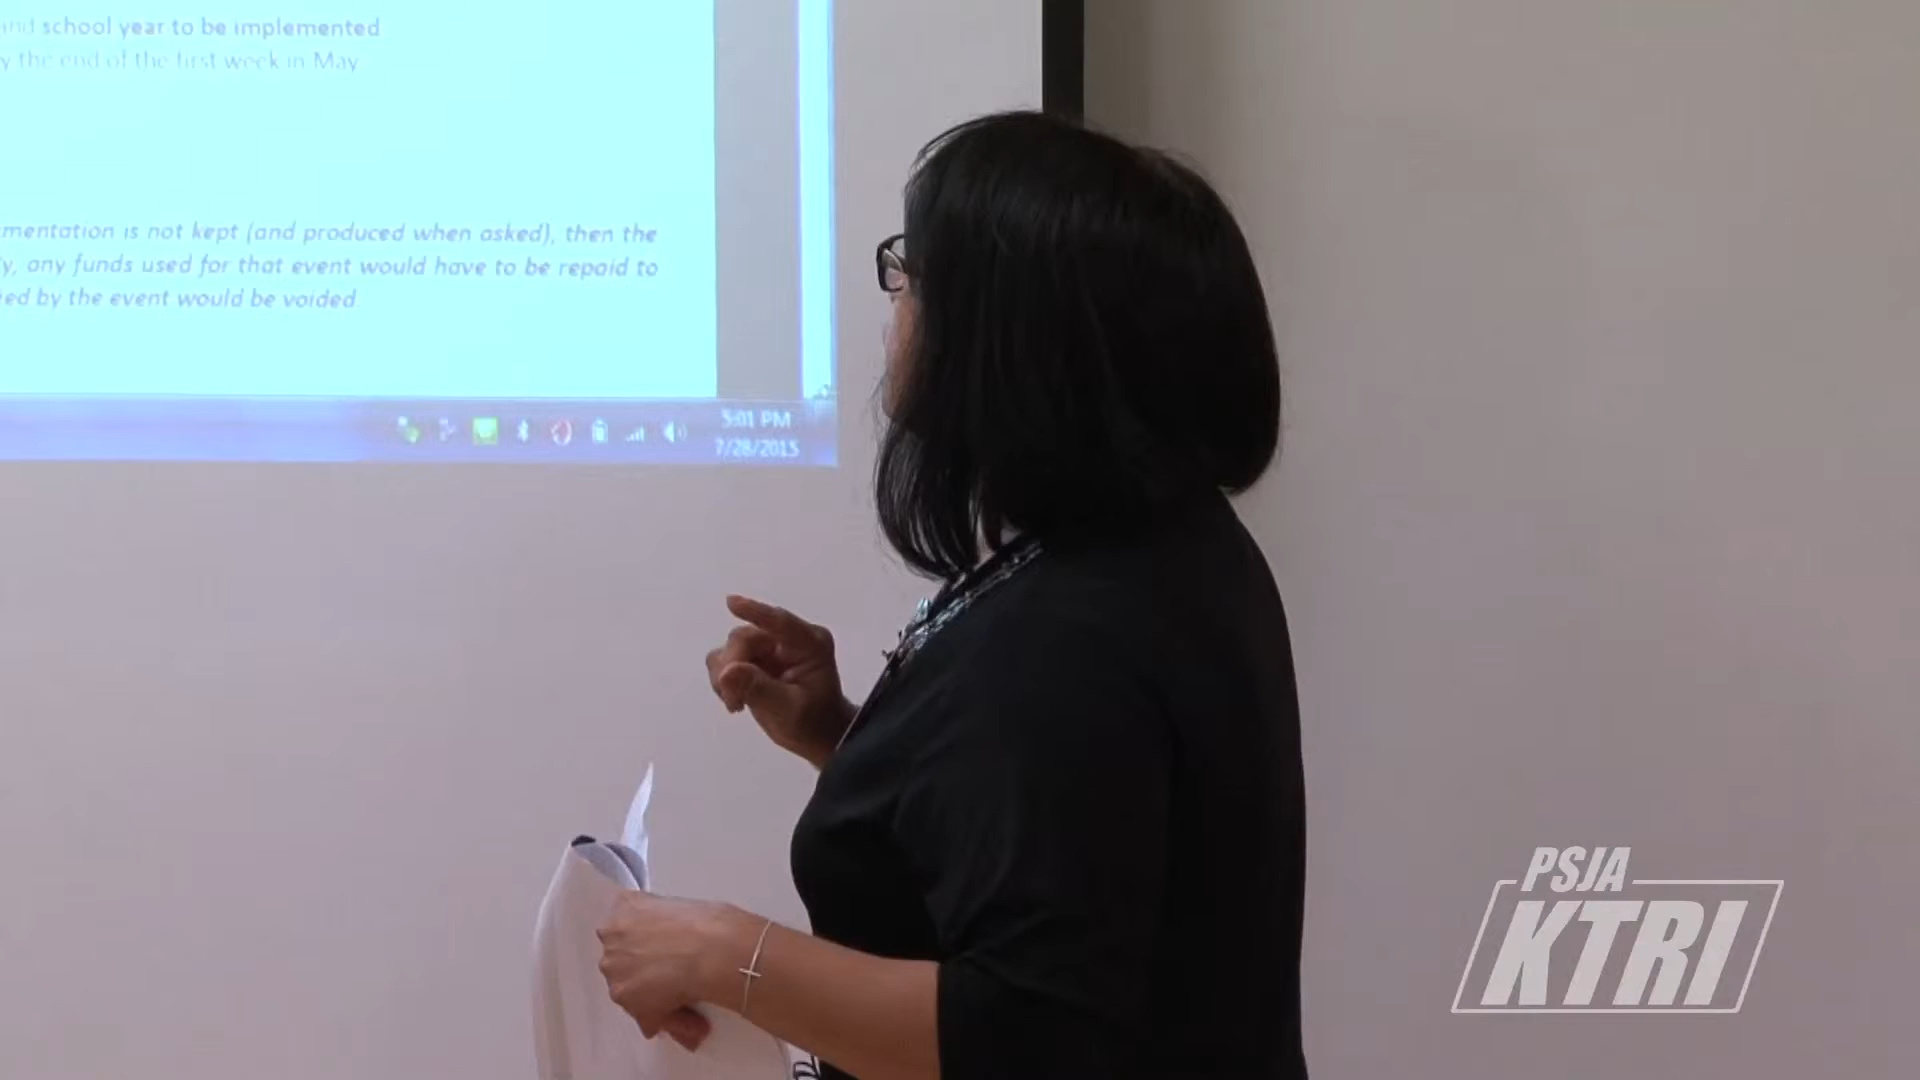 and school year to be implemented
y the end of the first week in May
mentation is not kept (and produced when asked), then the
y, any funds used for that event would have to be repaid to
ied by the event would be voided
5:01 PM
7/28/2015
PSJA
KTRI